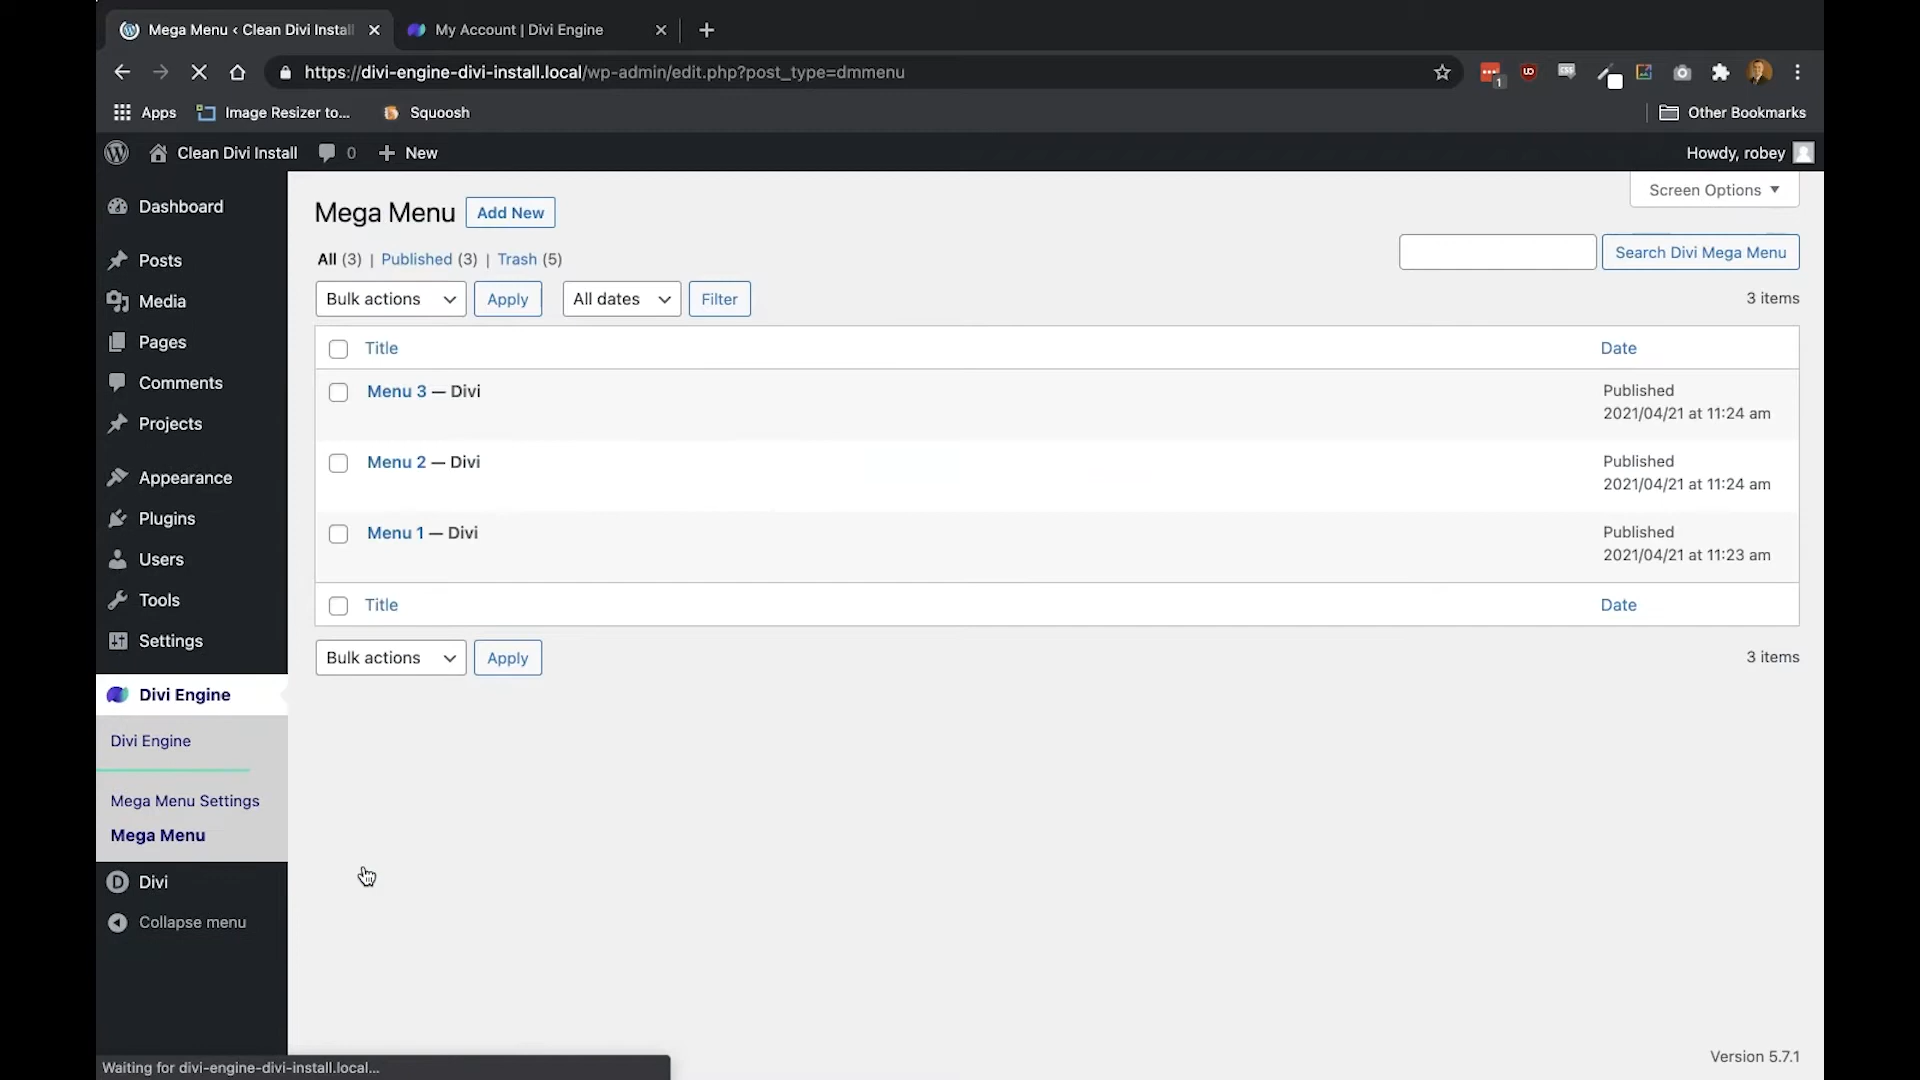 Mega Menu ‹ Clean Divi Install
My Account | Divi Engine
https://divi-engine-divi-install.local/wp-admin/edit.php?post_type=dmmenu
1
UD
CSS
Apps
Image Resizer to...
Squoosh
Other Bookmarks
Clean Divi Install
0
New
Howdy, robey
Dashboard
Posts
Media
Pages
Comments
Projects
Appearance
Plugins
Users
Tools
Settings
Divi Engine
Divi Engine
Mega Menu Settings
Mega Menu
Divi
Collapse menu
Screen Options
Mega Menu
Add New
All (3) | Published (3) | Trash (5)
Search Divi Mega Menu
Bulk actions
Apply
All dates
Filter
3 items
Title
Date
Menu 3 — Divi
Published
2021/04/21 at 11:24 am
Menu 2 — Divi
Published
2021/04/21 at 11:24 am
Menu 1 — Divi
Published
2021/04/21 at 11:23 am
Title
Date
Bulk actions
Apply
3 items
Version 5.7.1
Waiting for divi-engine-divi-install.local...